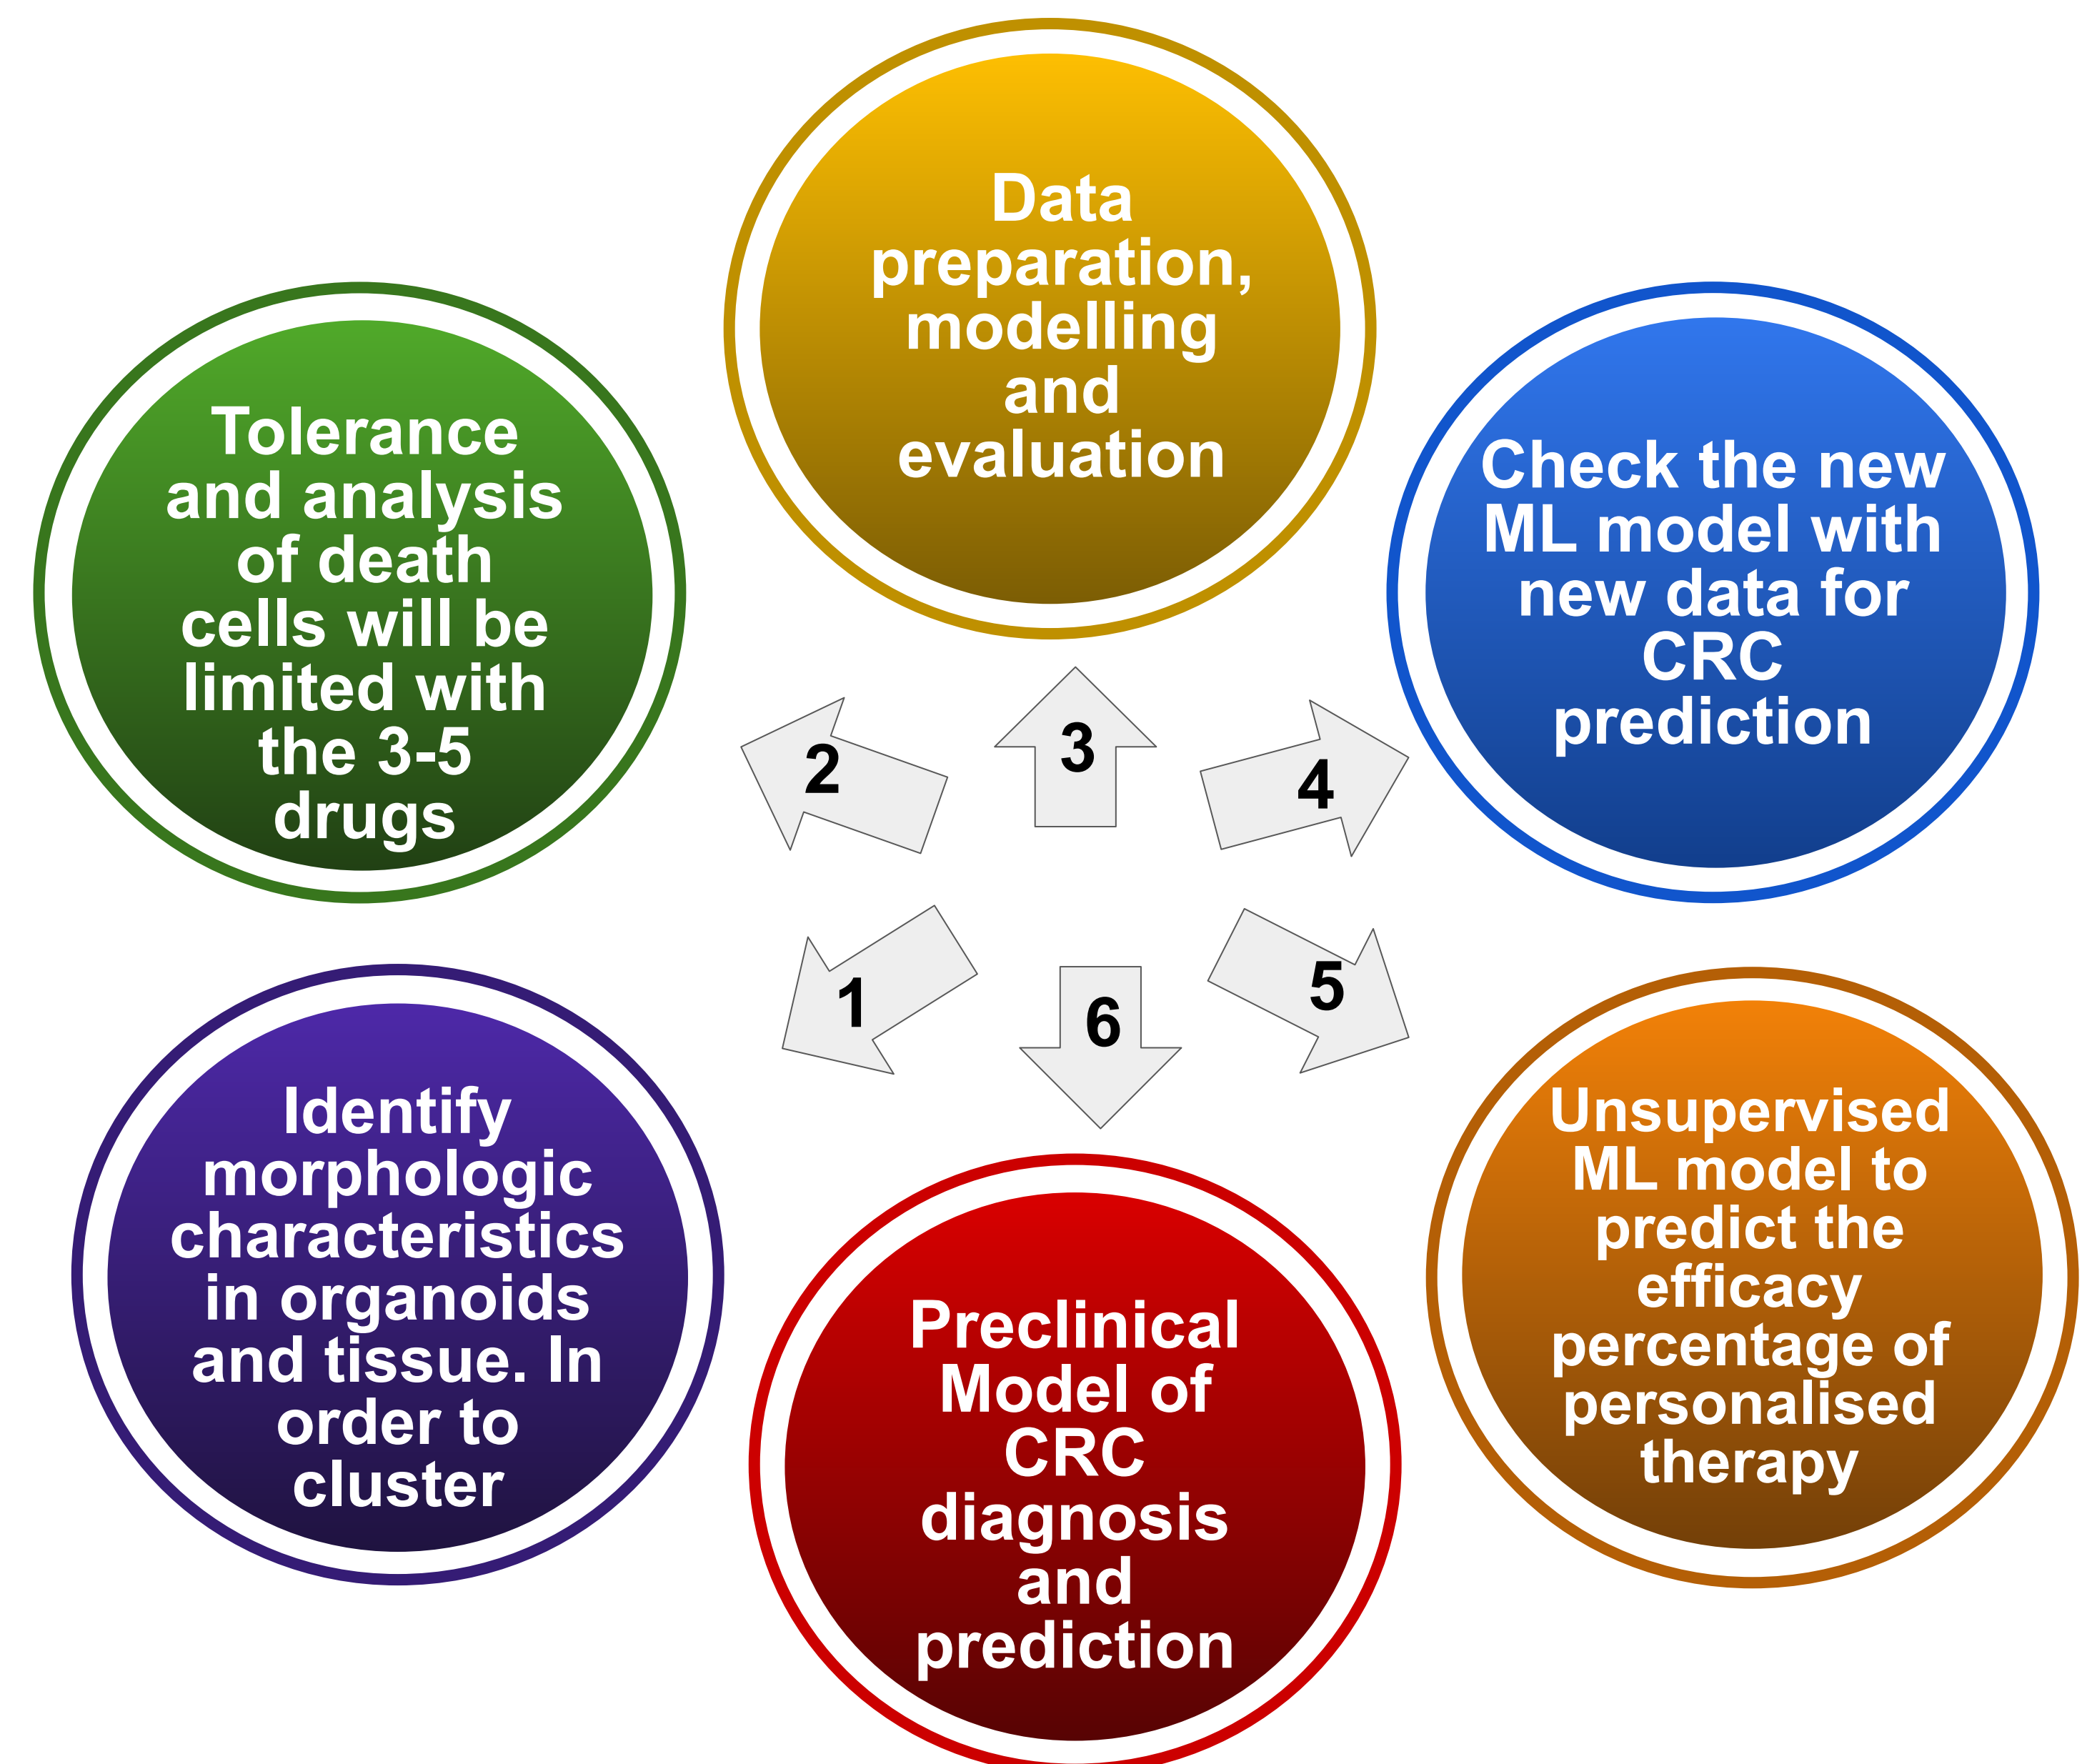 Data
preparation,
modelling
and
evaluation
Tolerance
and analysis
of death
cells will be
limited with
the 3-5
drugs
Check the new
ML model with
new data for
CRC
prediction
2
3
4
1
6
5
Identify
morphologic
characteristics
in organoids
and tissue. In
order to
cluster
Preclinical
Model of
CRC
diagnosis
and
prediction
Unsupervised
ML model to
predict the
efficacy
percentage of
personalised
therapy